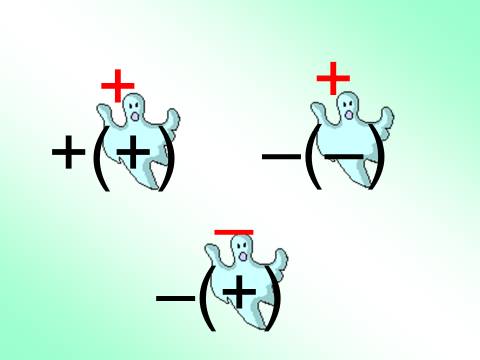 + +
+(+) −(−)
−
−(+)